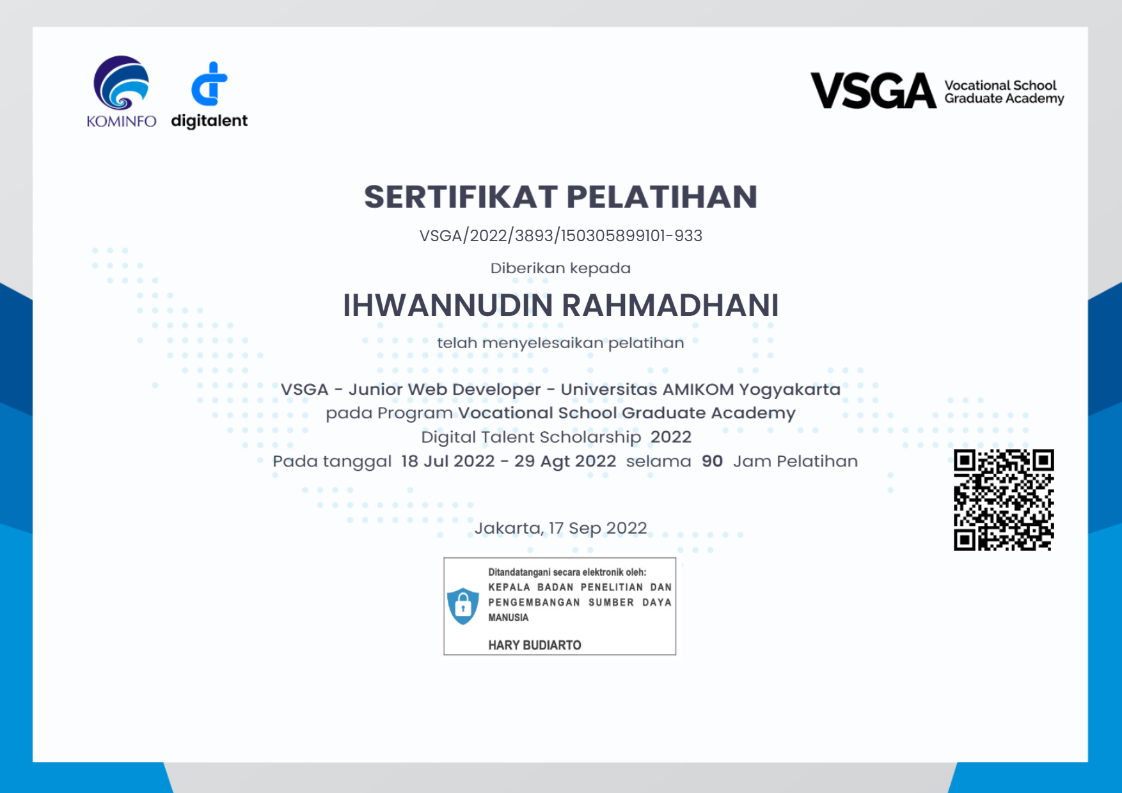 KOMINFO
digitalent
VSGA Vocational School
Graduate Academy
SERTIFIKAT PELATIHAN
VSGA/2022/3893/150305899101-933
Diberikan kepada
IHWANNUDIN RAHMADHANI
telah menyelesaikan pelatihan
VSGA - Junior Web Developer - Universitas AMIKOM Yogyakarta
pada Program Vocational School Graduate Academy
Digital Talent Scholarship 2022
Pada tanggal 18 Jul 2022 - 29 Agt 2022 selama 90 Jam Pelatihan
Jakarta, 17 Sep 2022
Ditandatangani secara elektronik oleh:
KEPALA BADAN PENELITIAN DAN
PENGEMBANGAN SUMBER DAYA
MANUSIA
HARY BUDIARTO